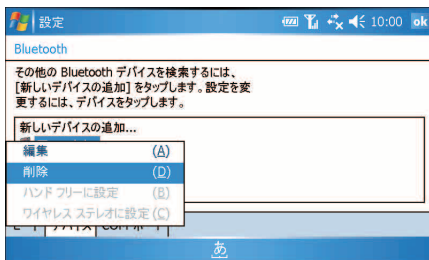 設定 10:00 ok
Bluetooth
その他の Bluetooth デバイスを検索するには、
[新しいデバイスの追加] をタップします。設定を変
更するには、デバイスをタップします。
新しいデバイスの追加...
編集 (A)
削除 (D)
ハンド フリーに設定 (B)
ワイヤレス ステレオに設定 (C)
あ